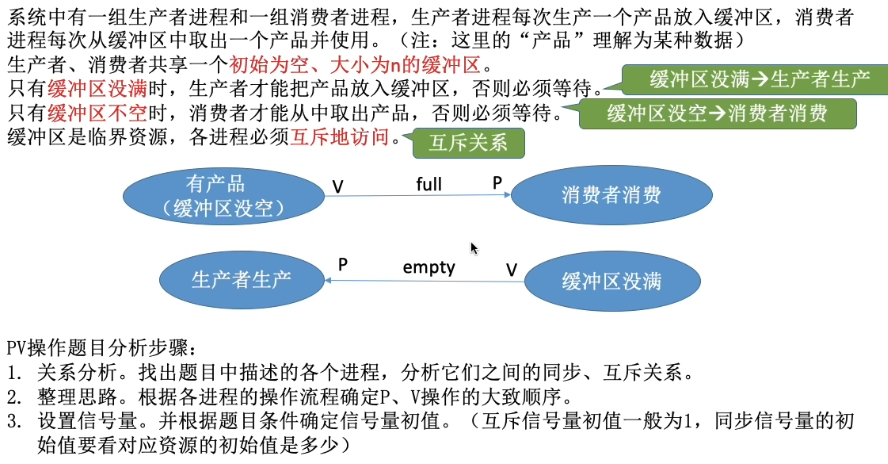 系统中有一组生产者进程和一组消费者进程，生产者进程每次生产一个产品放入缓冲区，消费者
进程每次从缓冲区中取出一个产品并使用。（注：这里的“产品”理解为某种数据）
生产者、消费者共享一个初始为空、大小为n的缓冲区。
只有缓冲区没满时，生产者才能把产品放入缓冲区，否则必须等待。
缓冲区没满→生产者生产
只有缓冲区不空时，消费者才能从中取出产品，否则必须等待。
缓冲区没空→消费者消费
缓冲区是临界资源，各进程必须互斥地访问。
互斥关系
有产品
（缓冲区没空）
V full P
消费者消费
生产者生产
P empty V
缓冲区没满
PV操作题目分析步骤：
1. 关系分析。找出题目中描述的各个进程，分析它们之间的同步、互斥关系。
2. 整理思路。根据各进程的操作流程确定P、V操作的大致顺序。
3. 设置信号量。并根据题目条件确定信号量初值。（互斥信号量初值一般为1，同步信号量的初
始值要看对应资源的初始值是多少）